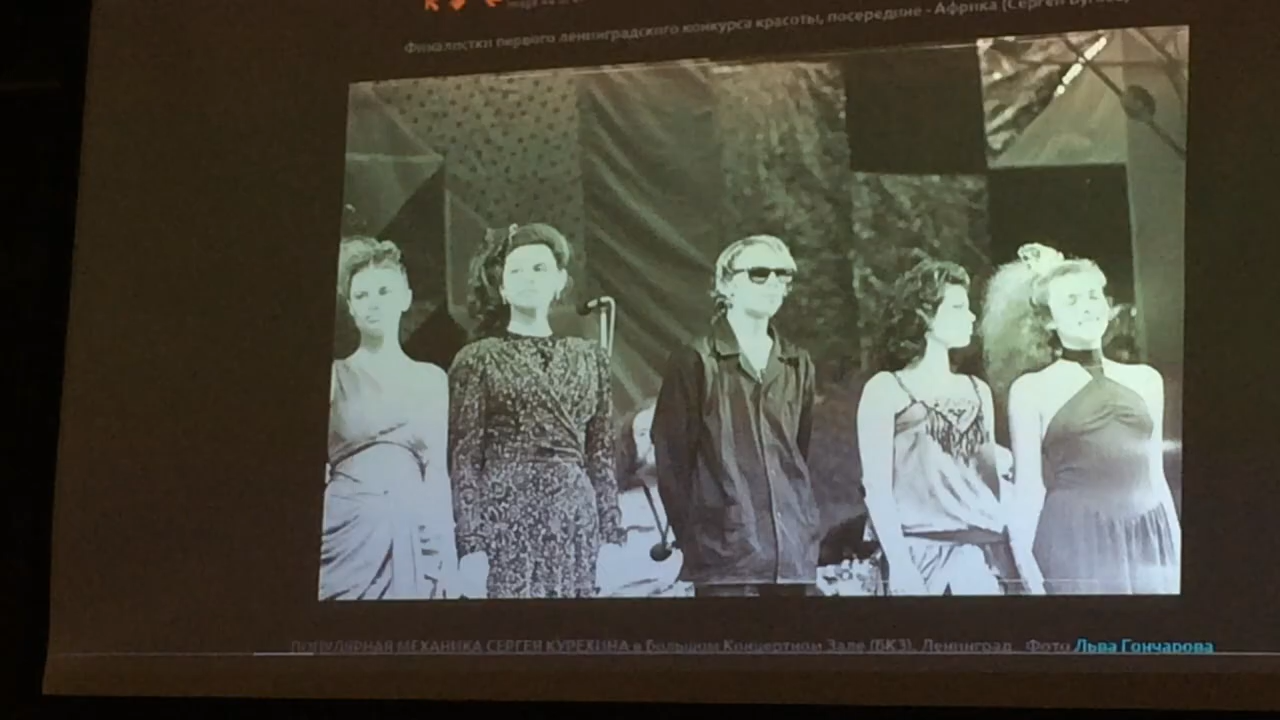 Финалистки первого ленинградского конкурса красоты, посередине - Африка (Сергей
ПОПУЛЯРНАЯ МЕХАНИКА СЕРГЕЯ КУРЕХИНА в Большом Концертном Зале (БКЗ), Ленинград Фото Льва Гончарова